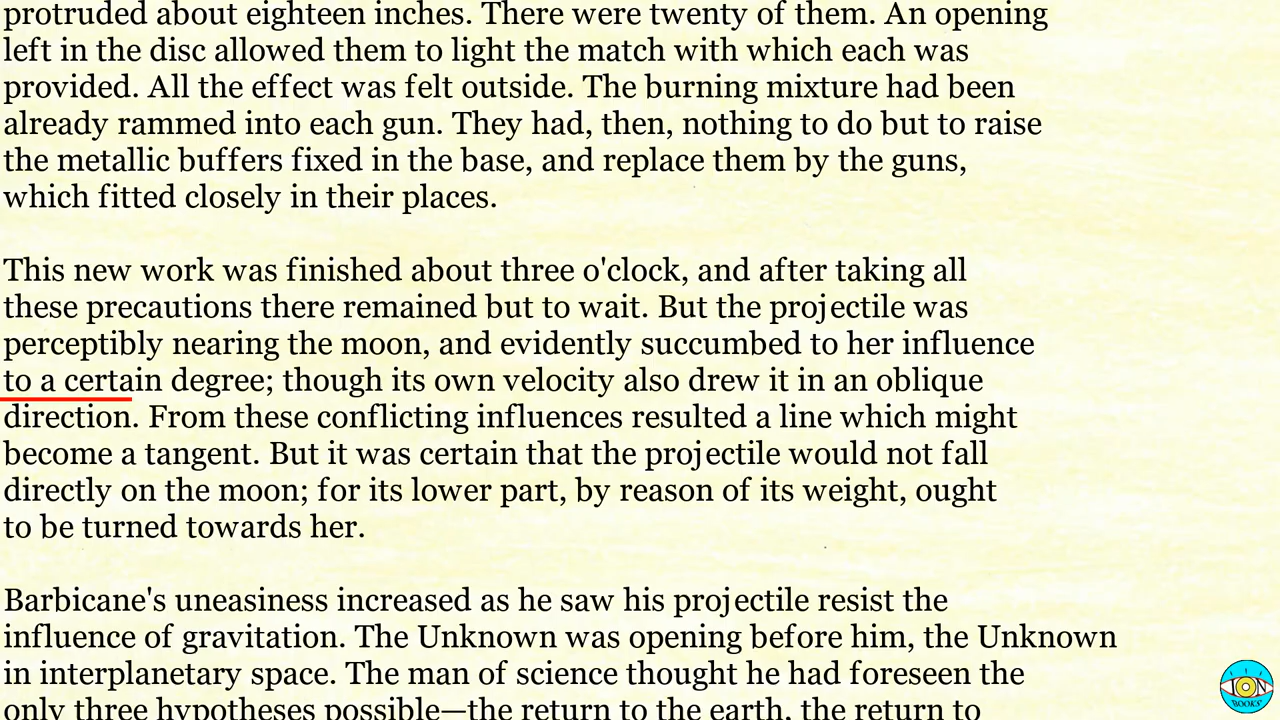 protruded about eighteen inches. There were twenty of them. An opening
left in the disc allowed them to light the match with which each was
provided. All the effect was felt outside. The burning mixture had been
already rammed into each gun. They had, then, nothing to do but to raise
the metallic buffers fixed in the base, and replace them by the guns,
which fitted closely in their places.
This new work was finished about three o'clock, and after taking all
these precautions there remained but to wait. But the projectile was
perceptibly nearing the moon, and evidently succumbed to her influence
to a certain degree; though its own velocity also drew it in an oblique
direction. From these conflicting influences resulted a line which might
become a tangent. But it was certain that the projectile would not fall
directly on the moon; for its lower part, by reason of its weight, ought
to be turned towards her.
Barbicane's uneasiness increased as he saw his projectile resist the
influence of gravitation. The Unknown was opening before him, the Unknown
in interplanetary space. The man of science thought he had foreseen the
only three hypotheses possible—the return to the earth, the return to
ION
BOOKS